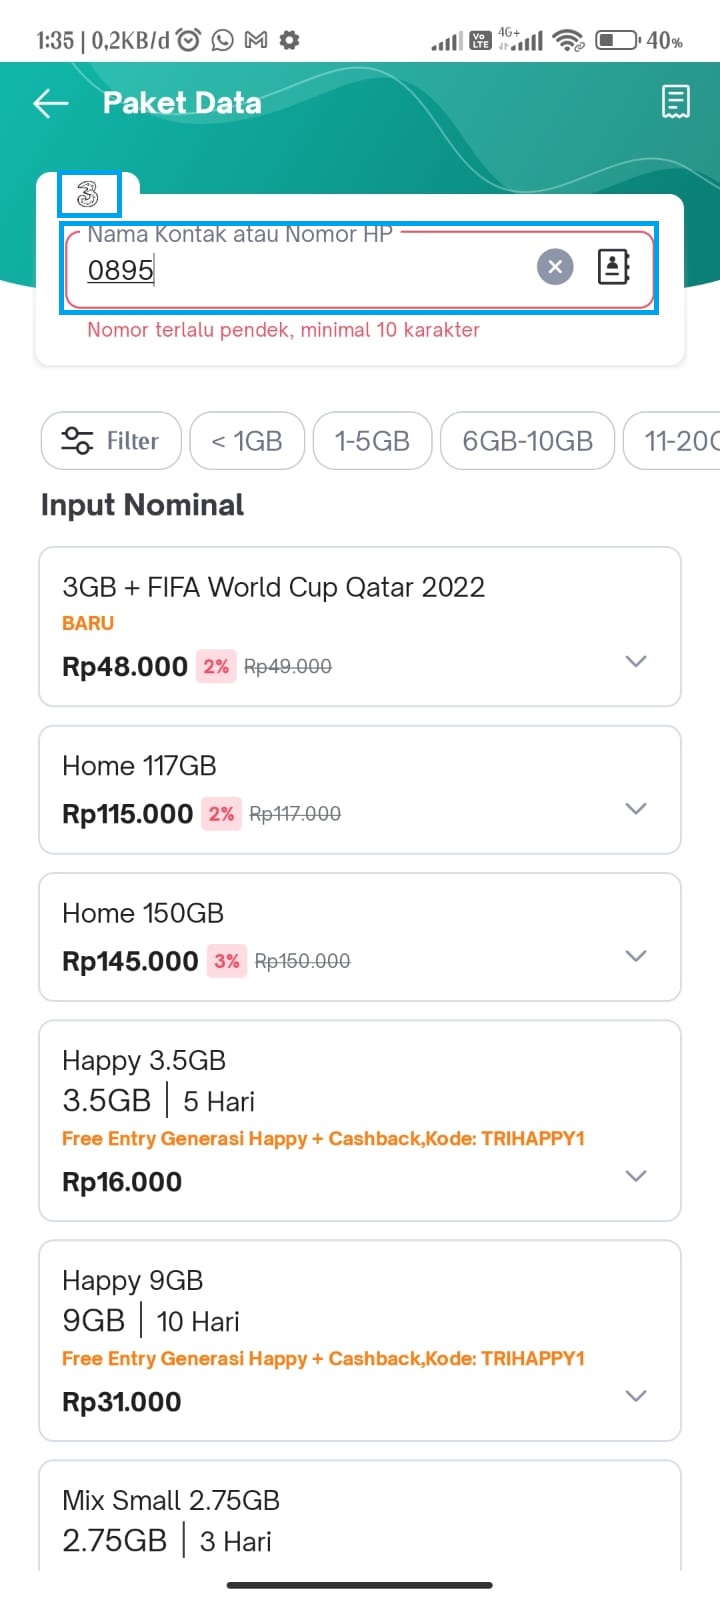 1:35 | 0,2KB/d
Vo LTE 4G+ 40%
Paket Data
3
Nama Kontak atau Nomor HP
0895
Nomor terlalu pendek, minimal 10 karakter
Filter < 1GB 1-5GB 6GB-10GB 11-20G
Input Nominal
3GB + FIFA World Cup Qatar 2022
BARU
Rp48.000 2% Rp49.000
Home 117GB
Rp115.000 2% Rp117.000
Home 150GB
Rp145.000 3% Rp150.000
Happy 3.5GB
3.5GB | 5 Hari
Free Entry Generasi Happy + Cashback,Kode: TRIHAPPY1
Rp16.000
Happy 9GB
9GB | 10 Hari
Free Entry Generasi Happy + Cashback,Kode: TRIHAPPY1
Rp31.000
Mix Small 2.75GB
2.75GB | 3 Hari